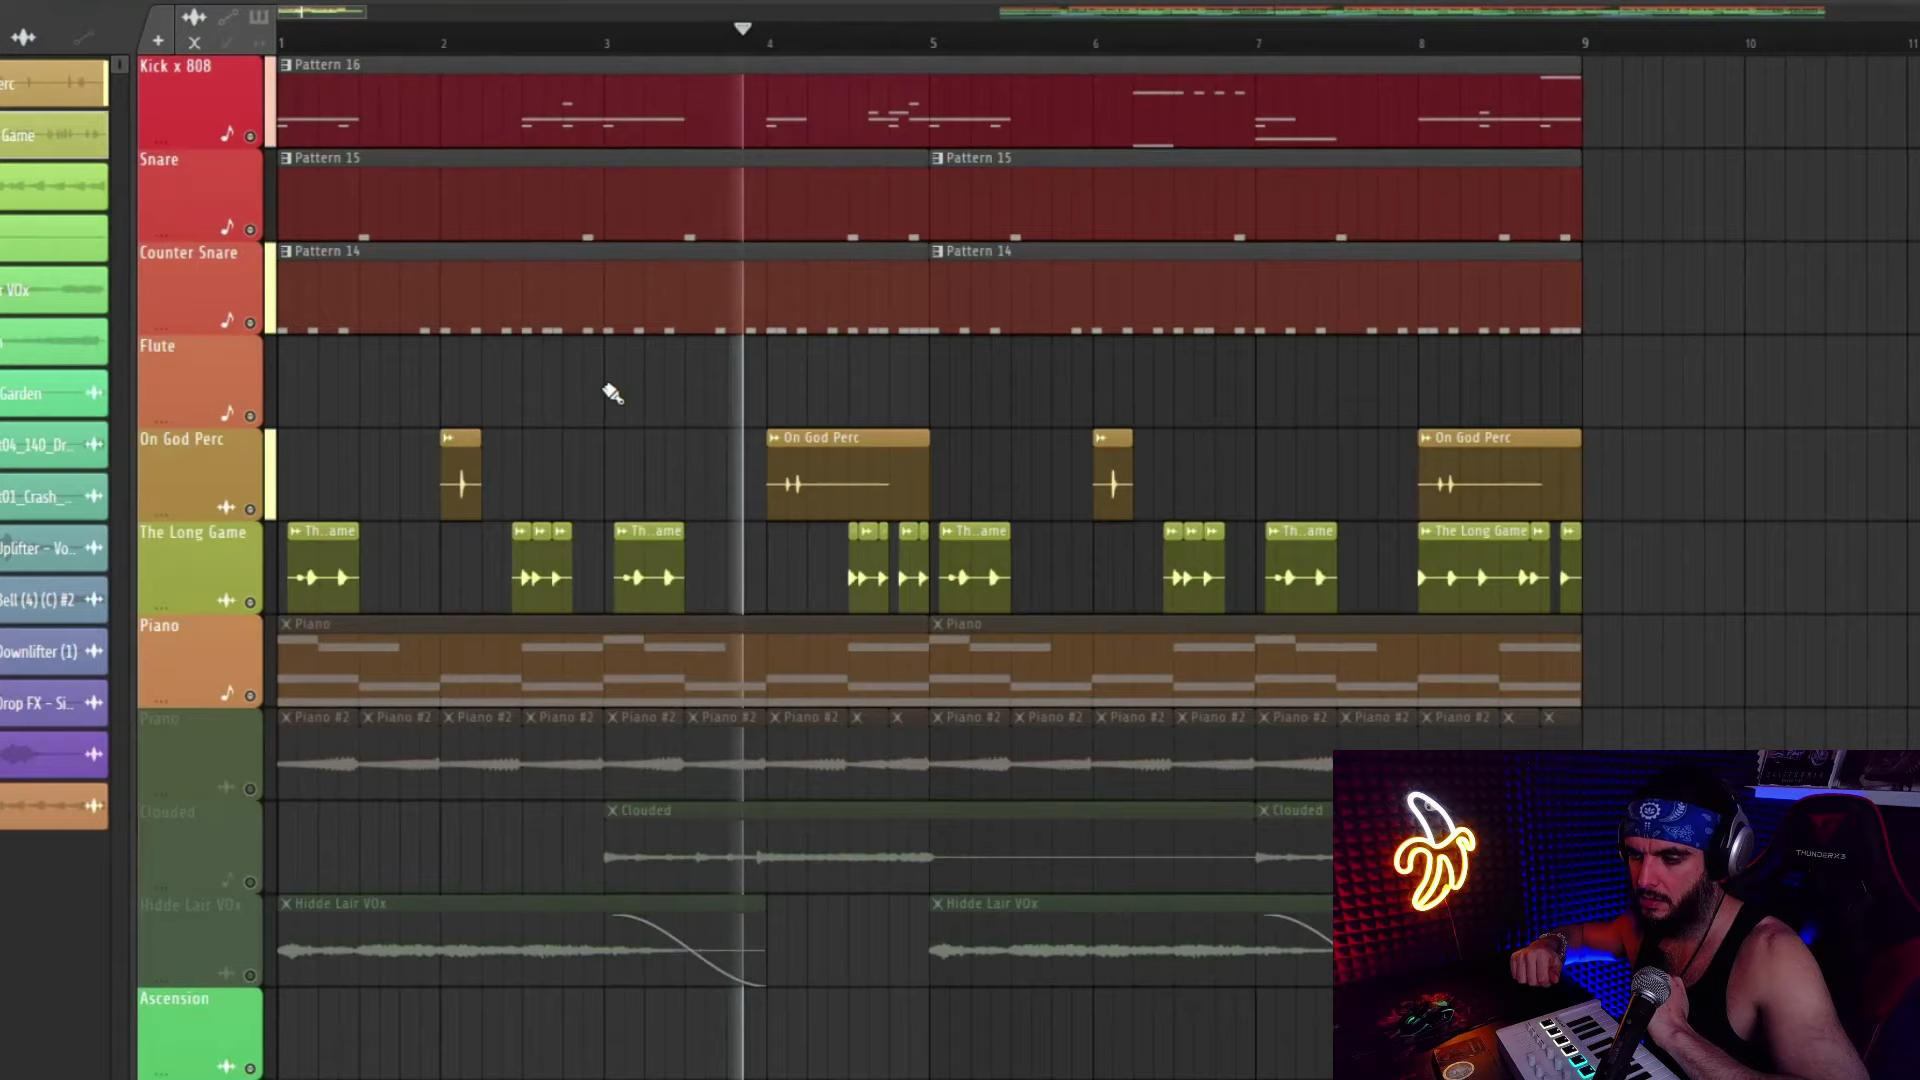 1 2 3 4 5 6 7 8 9 10 11
Kick x 808
Pattern 16
Snare
Pattern 15 Pattern 15
Counter Snare
Pattern 14 Pattern 14
Flute
On God Perc
On God Perc On God Perc
The Long Game
Th..ame Th..ame Th..ame Th..ame The Long Game
Piano
Piano Piano
Piano
Piano #2 Piano #2 Piano #2 Piano #2 Piano #2 Piano #2 Piano #2 Piano #2 Piano #2 Piano #2 Piano #2 Piano #2 Piano #2 Piano #2
Clouded
Clouded Clouded
Hidde Lair VOx
Hidde Lair VOx Hidde Lair VOx
Ascension
erc
Game
r VOx
Garden
t04_140_Dr..
t01_Crash_..
Uplifter - Vo..
Bell (4) (C) #2
Downlifter (1)
Drop FX - Si..
THUNDERX3